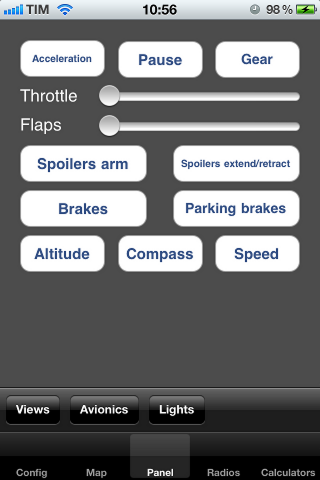 TIM 10:56 98 %
Acceleration Pause Gear
Throttle
Flaps
Spoilers arm Spoilers extend/retract
Brakes Parking brakes
Altitude Compass Speed
Views Avionics Lights
Config Map Panel Radios Calculators